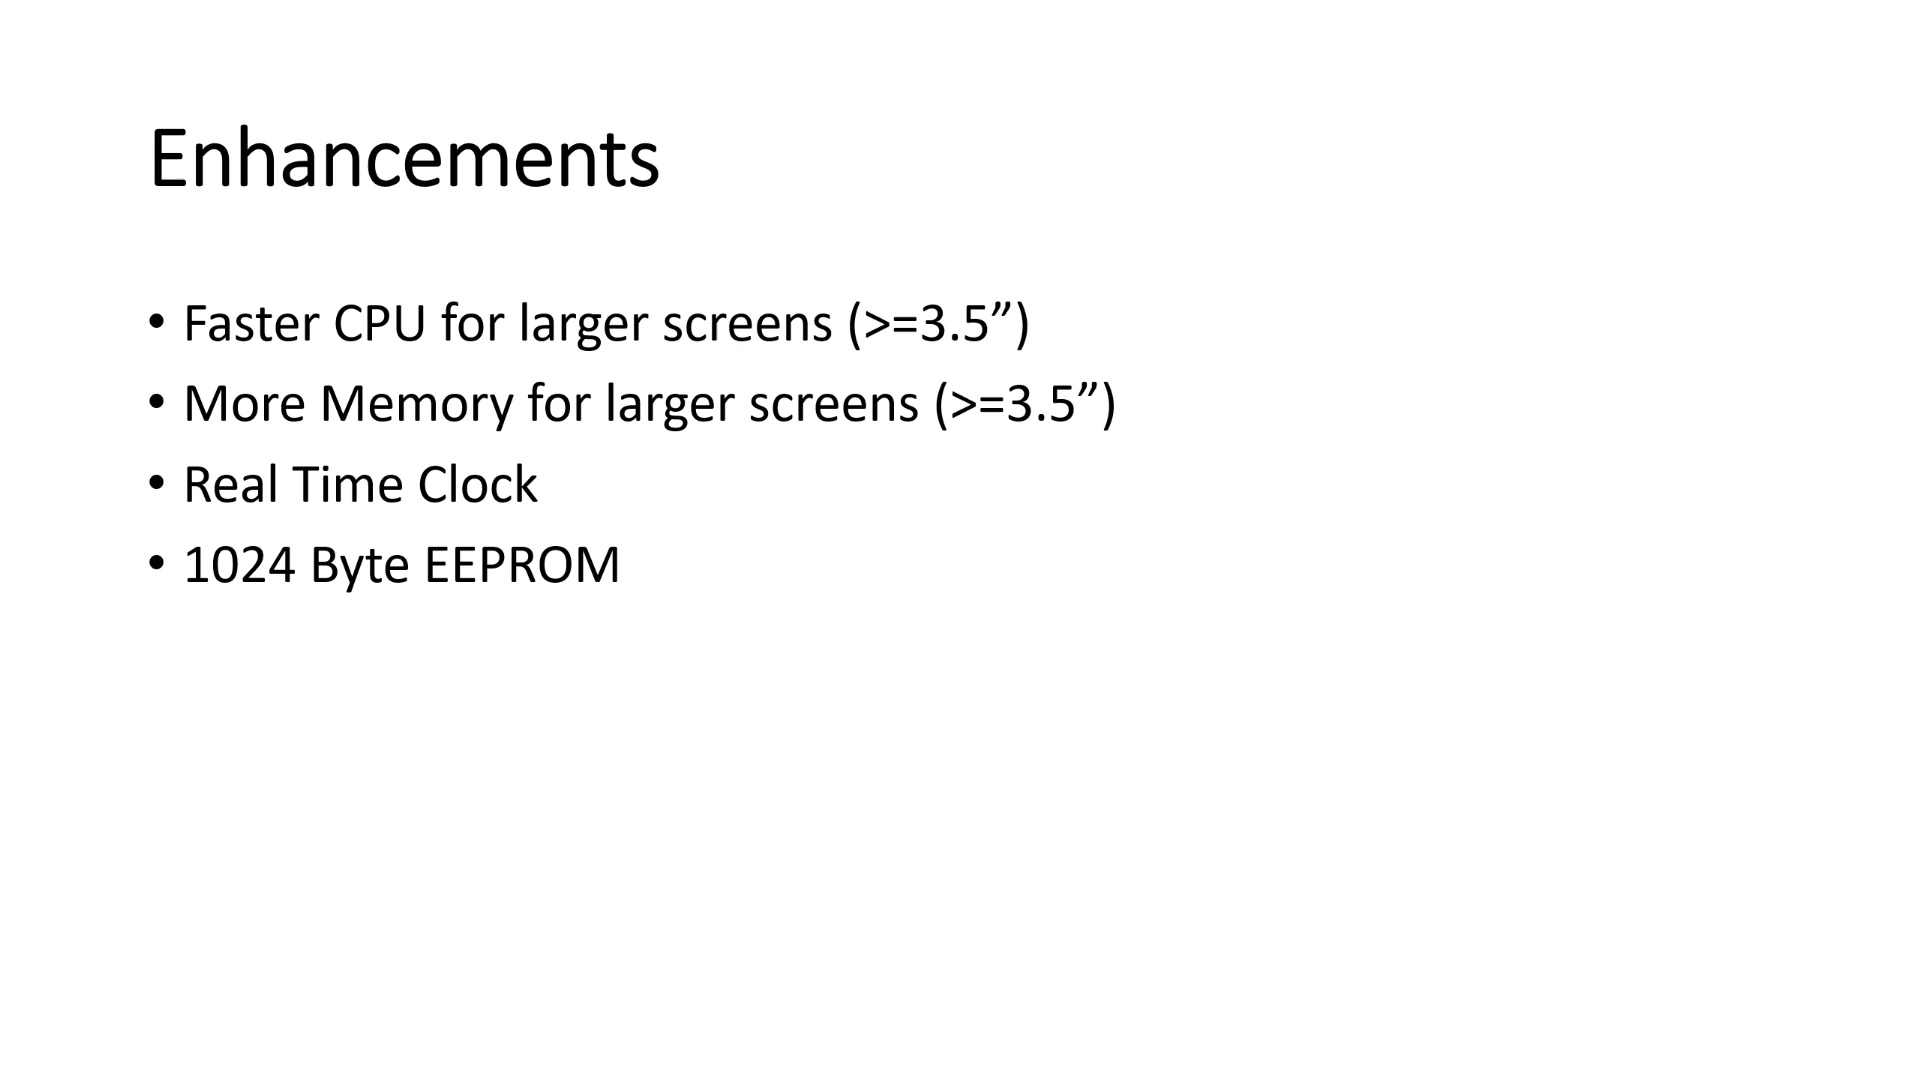 Enhancements
• Faster CPU for larger screens (>=3.5”)
• More Memory for larger screens (>=3.5”)
• Real Time Clock
• 1024 Byte EEPROM